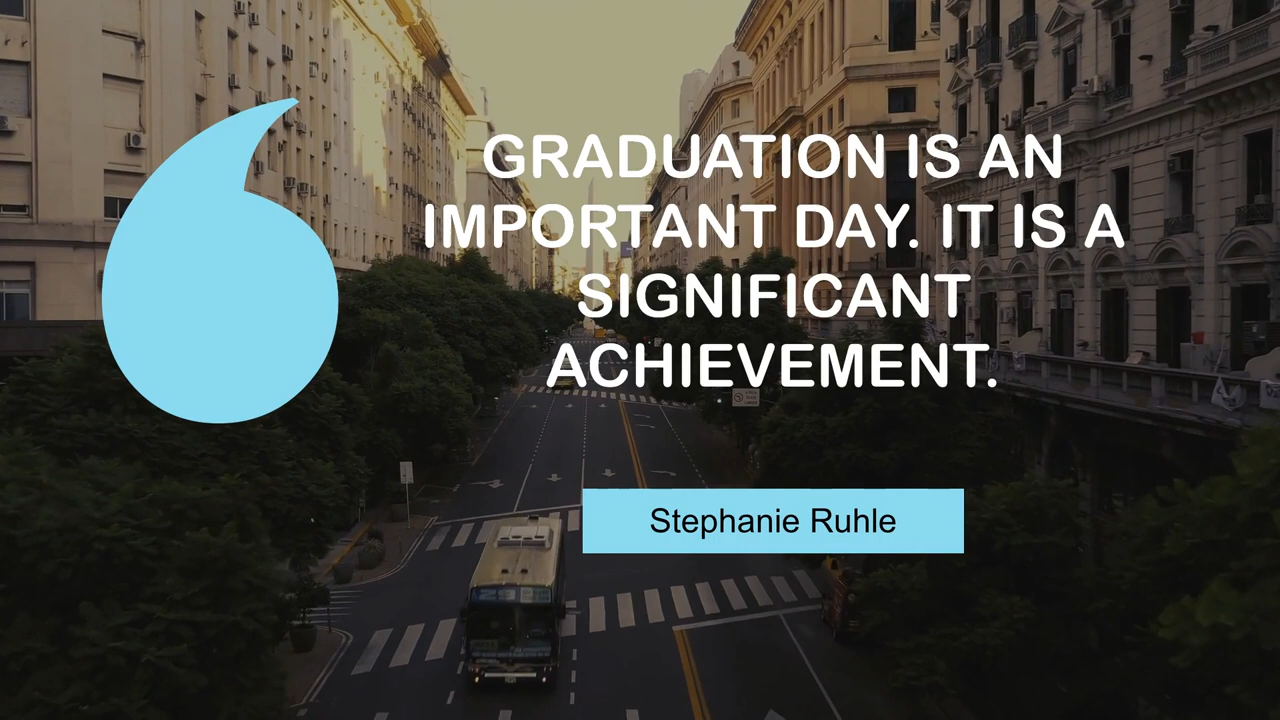 GRADUATION IS AN
IMPORTANT DAY. IT IS A
SIGNIFICANT
ACHIEVEMENT.
Stephanie Ruhle